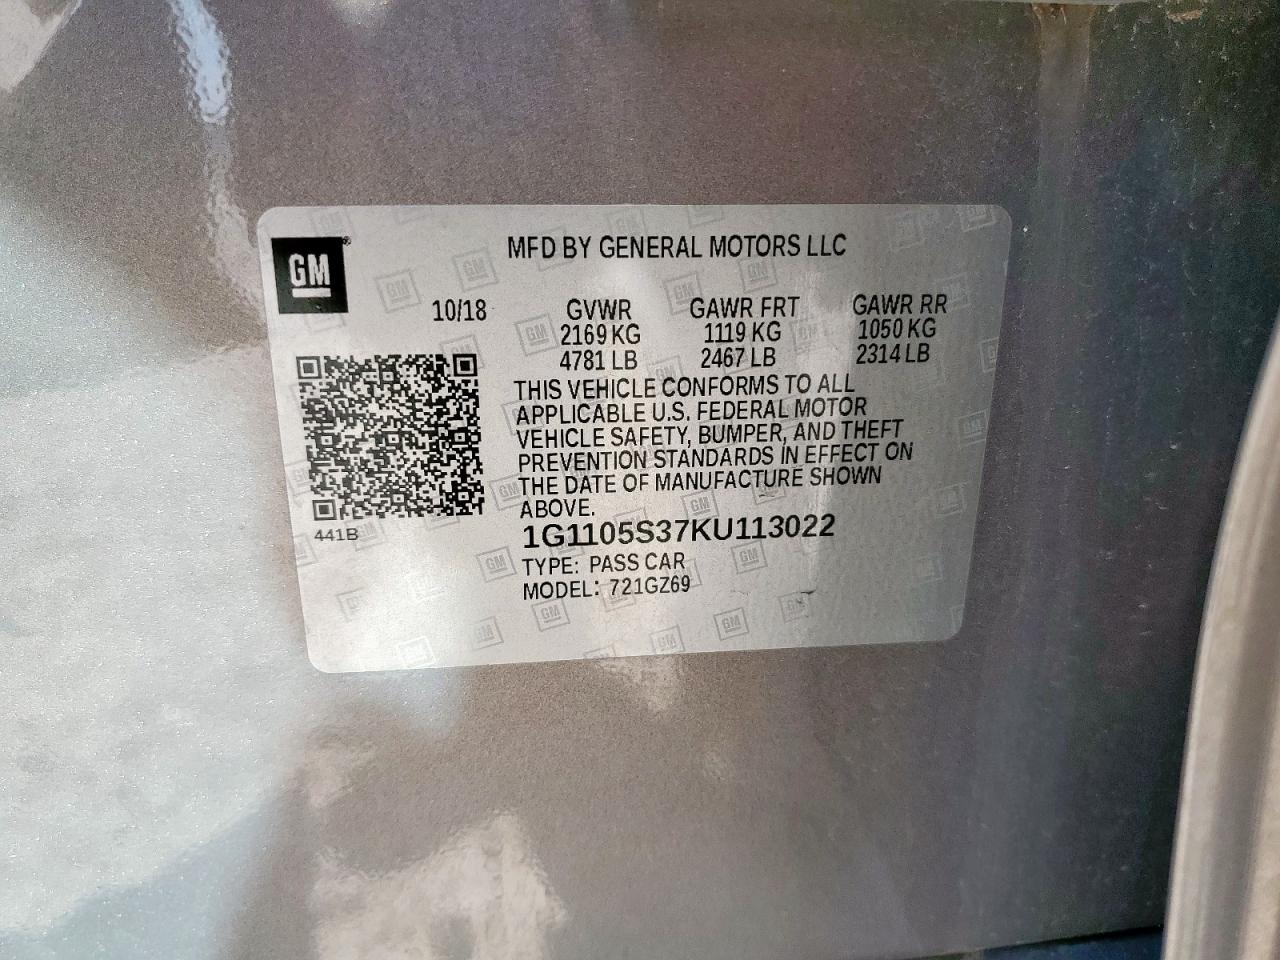 GM
MFD BY GENERAL MOTORS LLC
10/18 GVWR GAWR FRT GAWR RR
2169 KG 1119 KG 1050 KG
4781 LB 2467 LB 2314 LB
THIS VEHICLE CONFORMS TO ALL
APPLICABLE U.S. FEDERAL MOTOR
VEHICLE SAFETY, BUMPER, AND THEFT
PREVENTION STANDARDS IN EFFECT ON
THE DATE OF MANUFACTURE SHOWN
ABOVE.
441B
1G1105S37KU113022
TYPE: PASS CAR
MODEL: 721GZ69